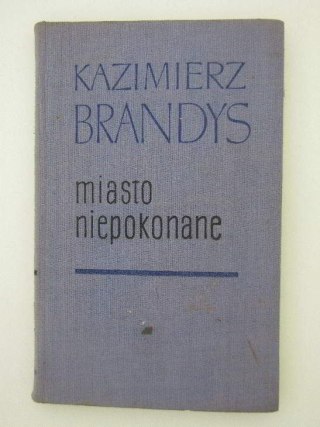 KAZIMIERZ
BRANDYS
miasto
niepokonane